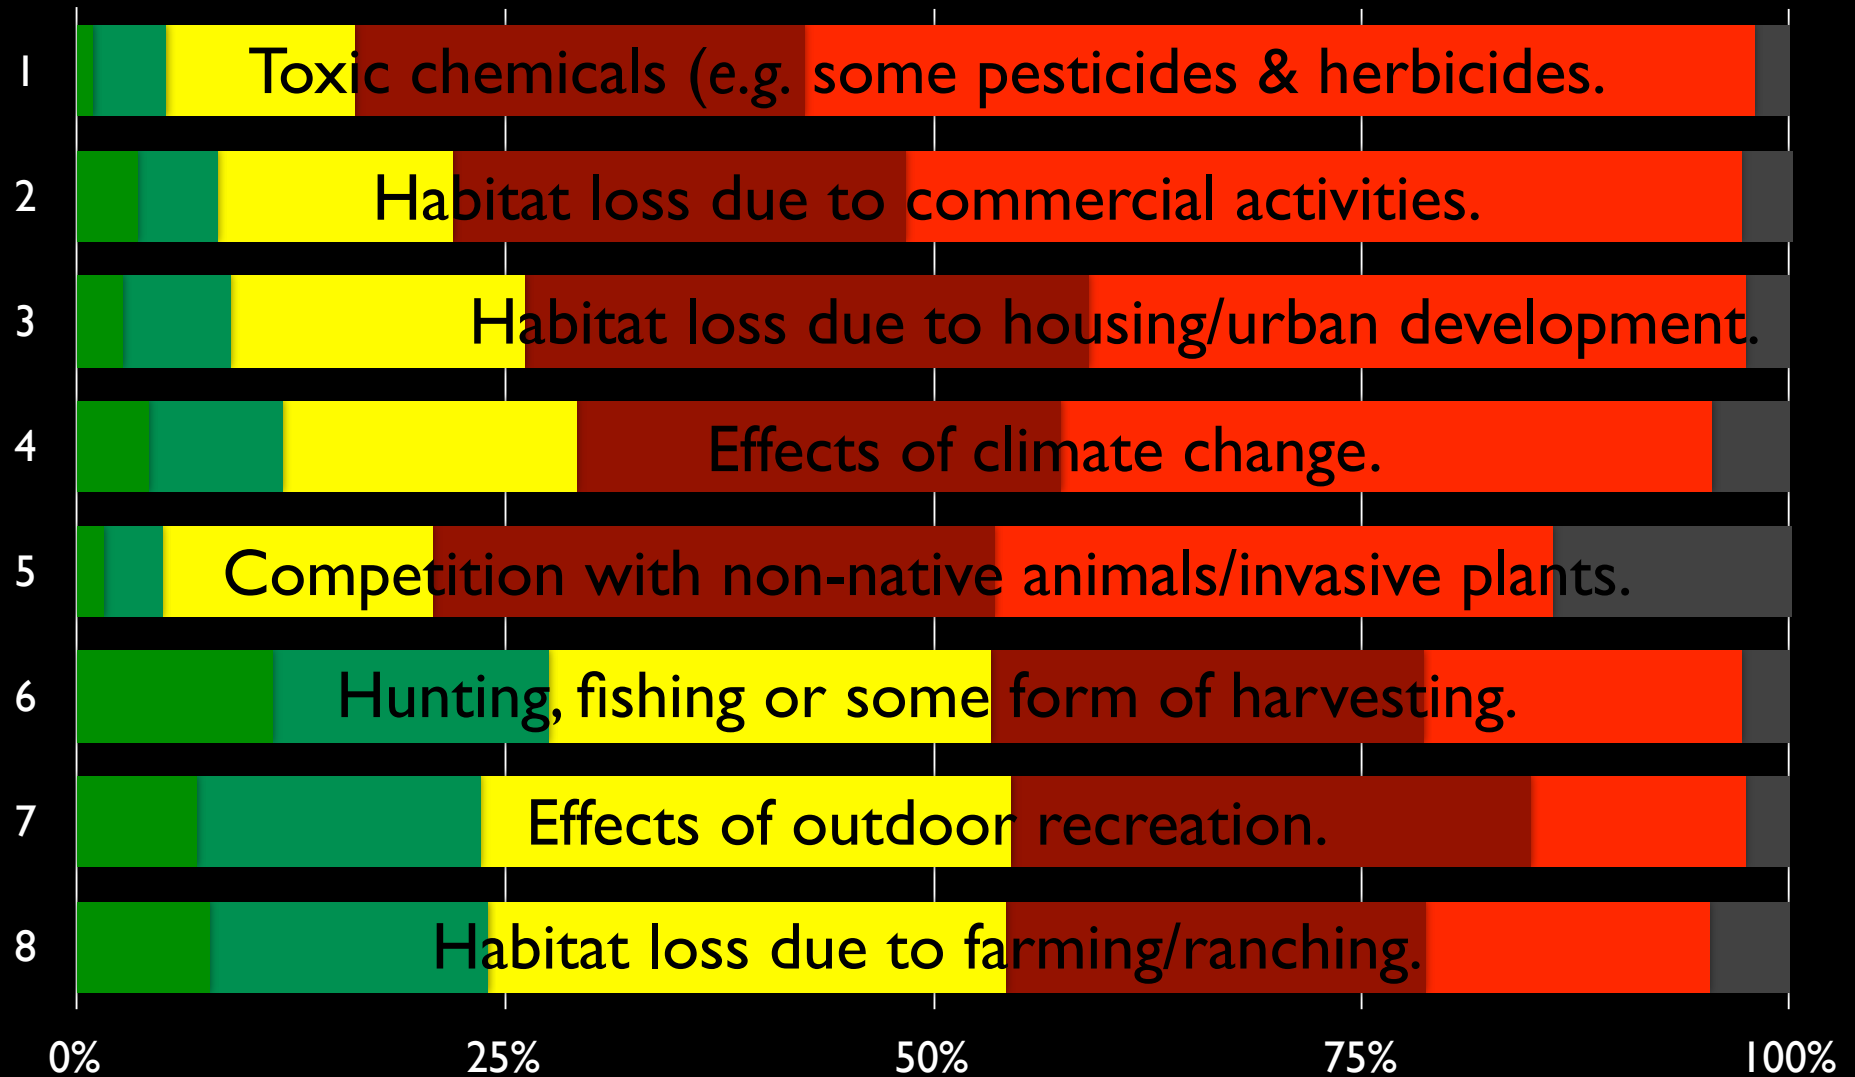 1 Toxic chemicals (e.g. some pesticides & herbicides.
2 Habitat loss due to commercial activities.
3 Habitat loss due to housing/urban development.
4 Effects of climate change.
5 Competition with non-native animals/invasive plants.
6 Hunting, fishing or some form of harvesting.
7 Effects of outdoor recreation.
8 Habitat loss due to farming/ranching.
0% 25% 50% 75% 100%